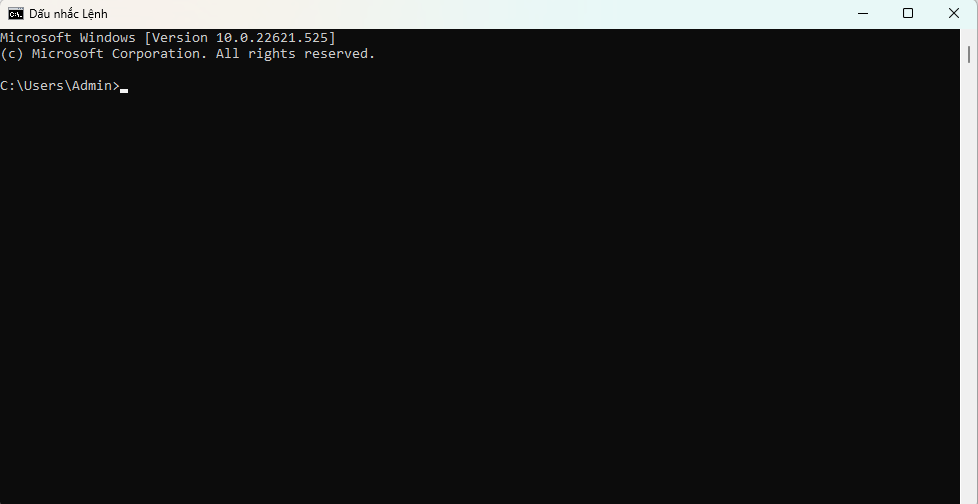 Dấu nhắc Lệnh
Microsoft Windows [Version 10.0.22621.525]
(c) Microsoft Corporation. All rights reserved.
C:\Users\Admin>